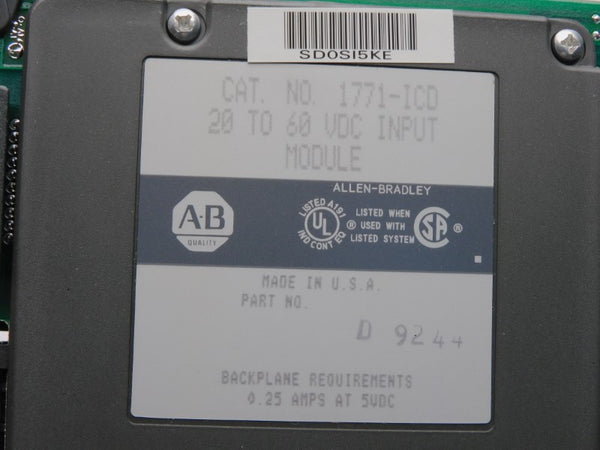 SD0SI5KE
CAT. NO. 1771-ICD
20 TO 60 VDC INPUT
MODULE
ALLEN-BRADLEY
A-B
QUALITY
LISTED A191
UL
IND CONT EQ
®
LISTED WHEN
USED WITH
LISTED SYSTEM
SA
®
MADE IN U.S.A.
PART NO.
D 9244
BACKPLANE REQUIREMENTS
0.25 AMPS AT 5VDC